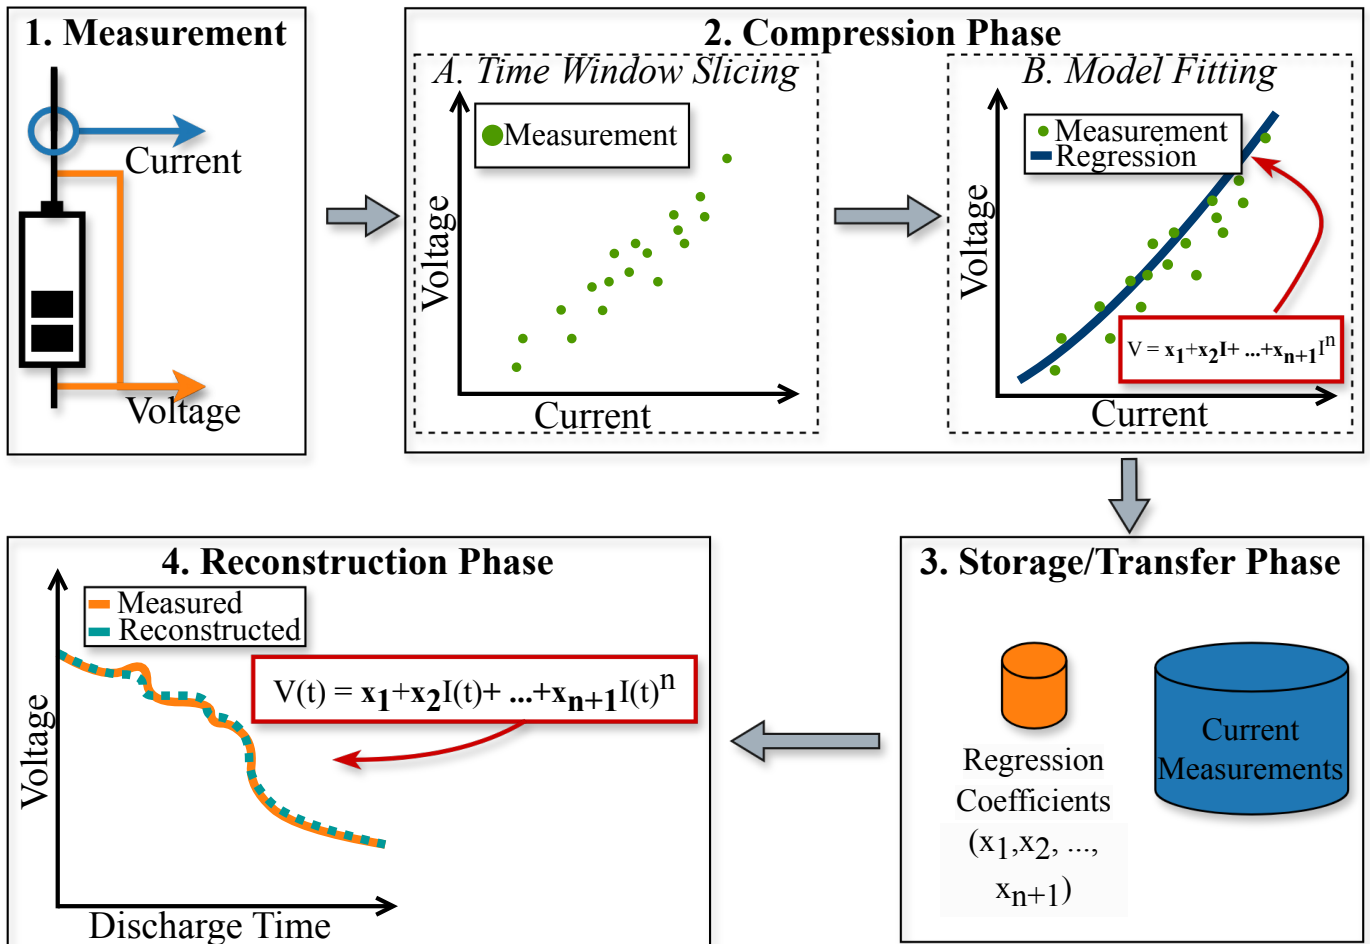 1. Measurement
Current
Voltage
2. Compression Phase
A. Time Window Slicing
Measurement
Voltage
Current
B. Model Fitting
Measurement
Regression
Voltage
V = x1+x2I+ ...+xn+1I^n
Current
3. Storage/Transfer Phase
Regression
Coefficients
(x1,x2, ...,
xn+1)
Current
Measurements
4. Reconstruction Phase
Measured
Reconstructed
V(t) = x1+x2I(t)+ ...+xn+1I(t)^n
Voltage
Discharge Time